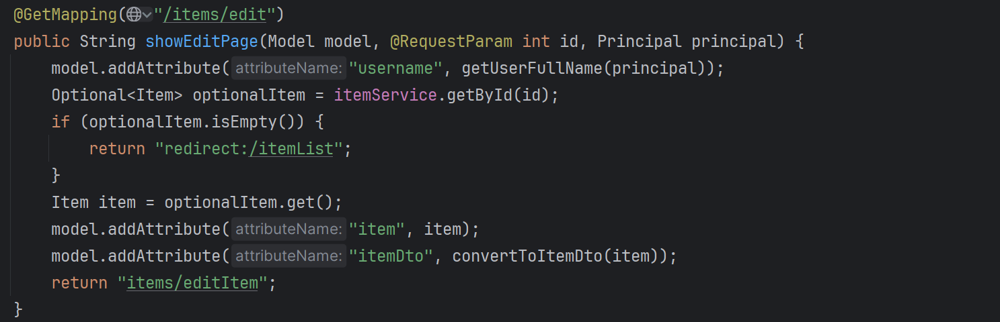 @GetMapping("/items/edit")
public String showEditPage(Model model, @RequestParam int id, Principal principal) {
    model.addAttribute( attributeName: "username", getUserFullName(principal));
    Optional<Item> optionalItem = itemService.getById(id);
    if (optionalItem.isEmpty()) {
        return "redirect:/itemList";
    }
    Item item = optionalItem.get();
    model.addAttribute( attributeName: "item", item);
    model.addAttribute( attributeName: "itemDto", convertToItemDto(item));
    return "items/editItem";
}